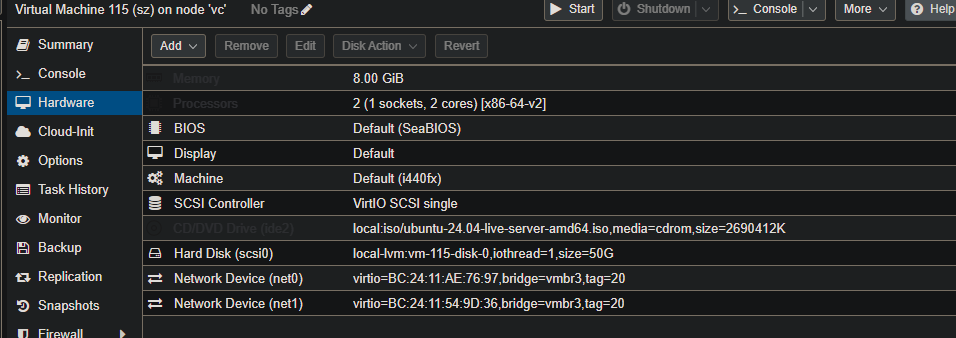 Virtual Machine 115 (sz) on node 'vc' No Tags Start Shutdown Console More Help
Summary
Console
Hardware
Cloud-Init
Options
Task History
Monitor
Backup
Replication
Snapshots
Firewall
Add Remove Edit Disk Action Revert
Memory 8.00 GiB
Processors 2 (1 sockets, 2 cores) [x86-64-v2]
BIOS Default (SeaBIOS)
Display Default
Machine Default (i440fx)
SCSI Controller VirtIO SCSI single
CD/DVD Drive (ide2) local:iso/ubuntu-24.04-live-server-amd64.iso,media=cdrom,size=2690412K
Hard Disk (scsi0) local-lvm:vm-115-disk-0,iothread=1,size=50G
Network Device (net0) virtio=BC:24:11:AE:76:97,bridge=vmbr3,tag=20
Network Device (net1) virtio=BC:24:11:54:9D:36,bridge=vmbr3,tag=20